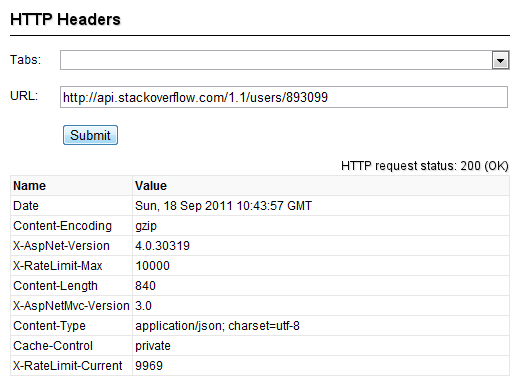 HTTP Headers
Tabs:
URL: http://api.stackoverflow.com/1.1/users/893099
Submit
HTTP request status: 200 (OK)
Name Value
Date Sun, 18 Sep 2011 10:43:57 GMT
Content-Encoding gzip
X-AspNet-Version 4.0.30319
X-RateLimit-Max 10000
Content-Length 840
X-AspNetMvc-Version 3.0
Content-Type application/json; charset=utf-8
Cache-Control private
X-RateLimit-Current 9969